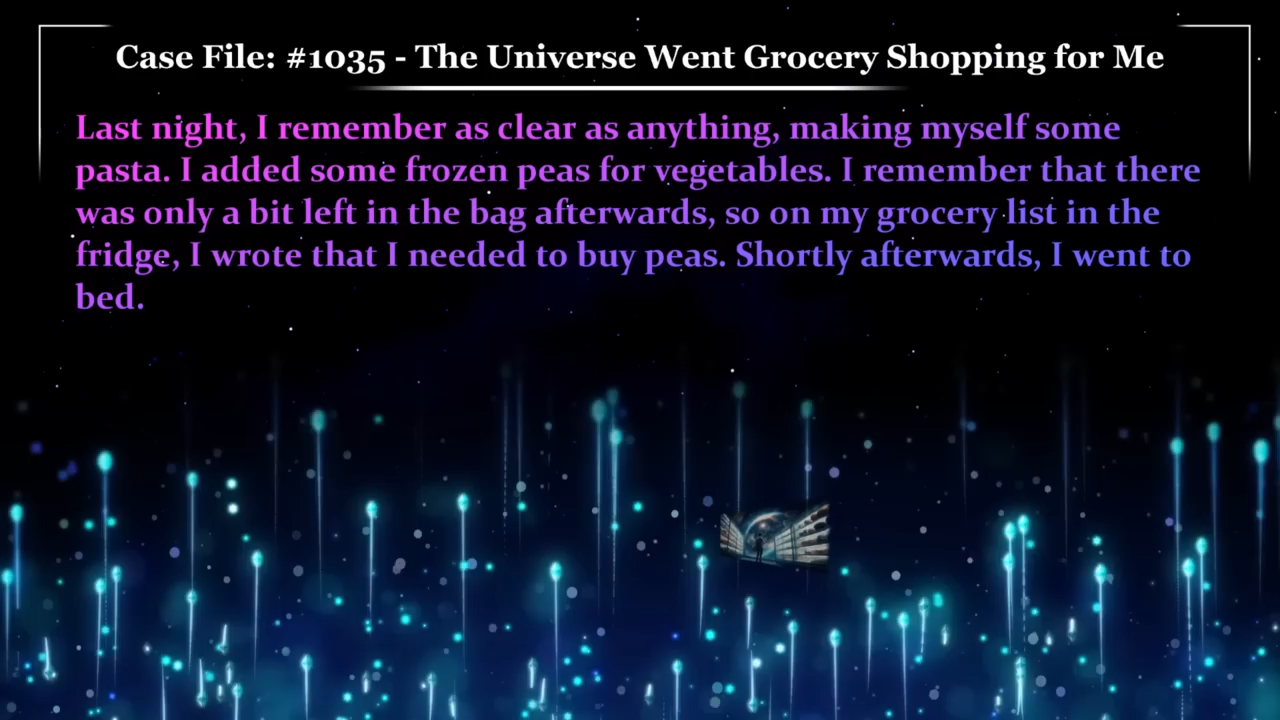 Case File: #1035 - The Universe Went Grocery Shopping for Me
Last night, I remember as clear as anything, making myself some
pasta. I added some frozen peas for vegetables. I remember that there
was only a bit left in the bag afterwards, so on my grocery list in the
fridge, I wrote that I needed to buy peas. Shortly afterwards, I went to
bed.